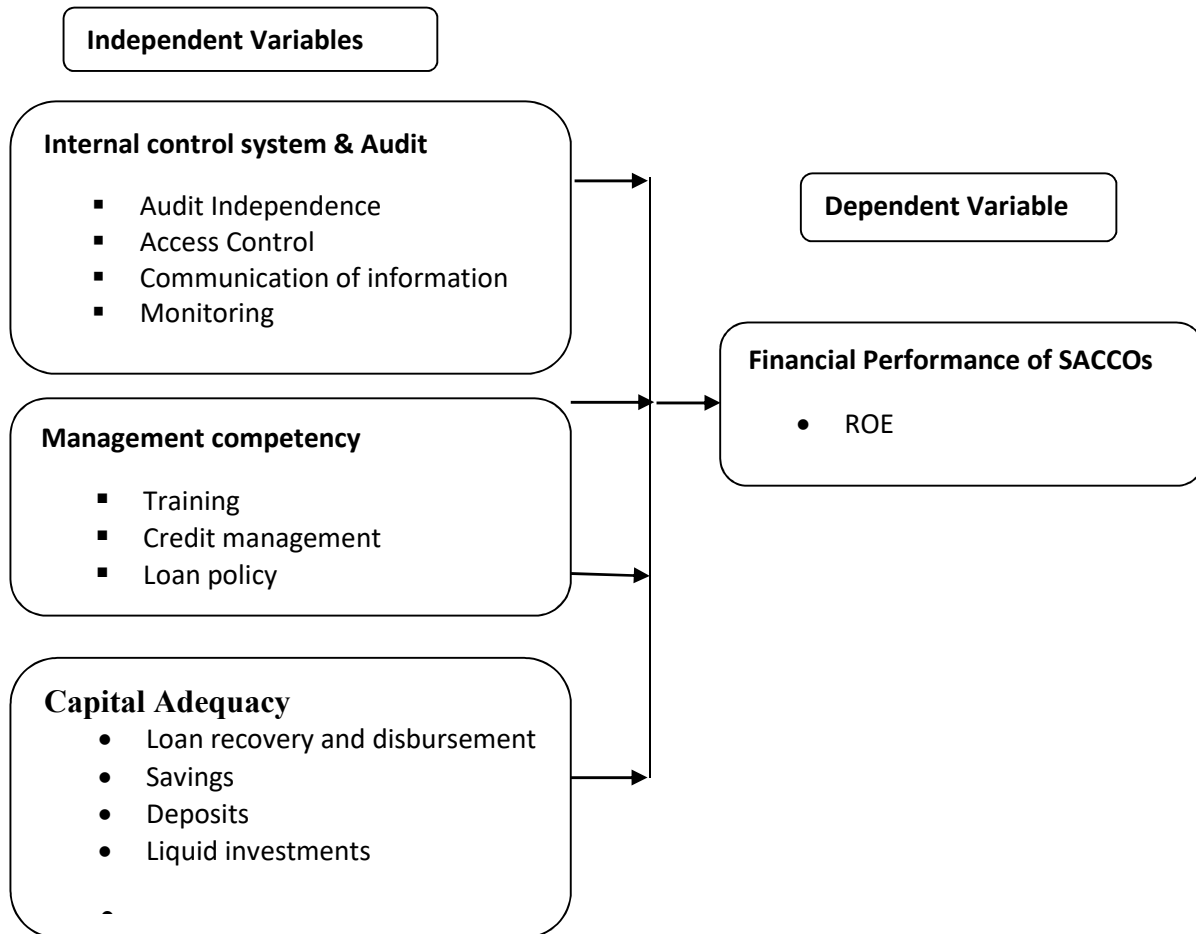 Independent Variables
Internal control system & Audit
▪ Audit Independence
▪ Access Control
▪ Communication of information
▪ Monitoring
Management competency
▪ Training
▪ Credit management
▪ Loan policy
Capital Adequacy
• Loan recovery and disbursement
• Savings
• Deposits
• Liquid investments
•
Dependent Variable
Financial Performance of SACCOs
• ROE